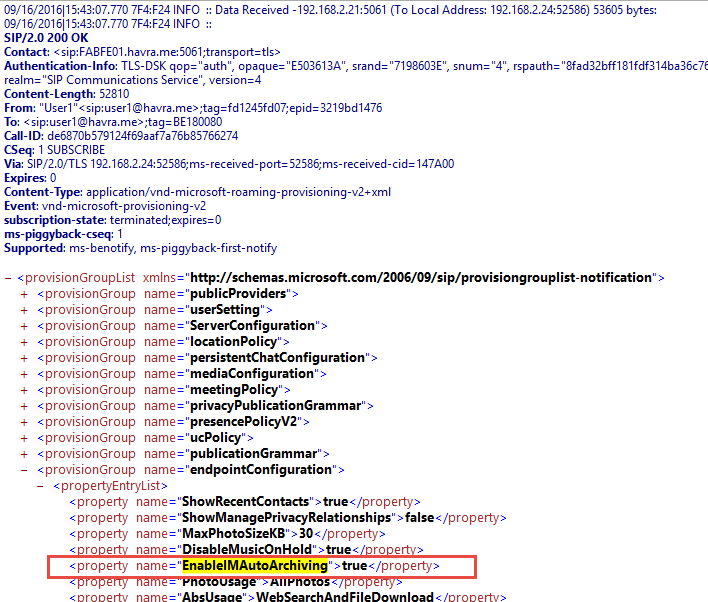 09/16/2016|15:43:07.770 7F4:F24 INFO :: Data Received -192.168.2.21:5061 (To Local Address: 192.168.2.24:52586) 53605 bytes:
09/16/2016|15:43:07.770 7F4:F24 INFO ::
SIP/2.0 200 OK
Contact: <sip:FABFE01.havra.me:5061;transport=tls>
Authentication-Info: TLS-DSK qop="auth", opaque="E503613A", srand="7198603E", snum="4", rspauth="8fad32bff181fdf314ba36c76
realm="SIP Communications Service", version=4
Content-Length: 52810
From: "User1"<sip:user1@havra.me>;tag=fd1245fd07;epid=3219bd1476
To: <sip:user1@havra.me>;tag=BE180080
Call-ID: de6870b579124f69aaf7a76b85766274
CSeq: 1 SUBSCRIBE
Via: SIP/2.0/TLS 192.168.2.24:52586;ms-received-port=52586;ms-received-cid=147A00
Expires: 0
Content-Type: application/vnd-microsoft-roaming-provisioning-v2+xml
Event: vnd-microsoft-provisioning-v2
subscription-state: terminated;expires=0
ms-piggyback-cseq: 1
Supported: ms-benotify, ms-piggyback-first-notify
− <provisionGroupList xmlns="http://schemas.microsoft.com/2006/09/sip/provisiongrouplist-notification">
+ <provisionGroup name="publicProviders">
+ <provisionGroup name="userSetting">
+ <provisionGroup name="ServerConfiguration">
+ <provisionGroup name="locationPolicy">
+ <provisionGroup name="persistentChatConfiguration">
+ <provisionGroup name="mediaConfiguration">
+ <provisionGroup name="meetingPolicy">
+ <provisionGroup name="privacyPublicationGrammar">
+ <provisionGroup name="presencePolicyV2">
+ <provisionGroup name="ucPolicy">
+ <provisionGroup name="publicationGrammar">
− <provisionGroup name="endpointConfiguration">
− <propertyEntryList>
<property name="ShowRecentContacts">true</property>
<property name="ShowManagePrivacyRelationships">false</property>
<property name="MaxPhotoSizeKB">30</property>
<property name="DisableMusicOnHold">true</property>
<property name="EnableIMAutoArchiving">true</property>
<property name="PhotoUsage">AllPhotos</property>
<property name="AbsUsage">WebSearchAndFileDownload</property>